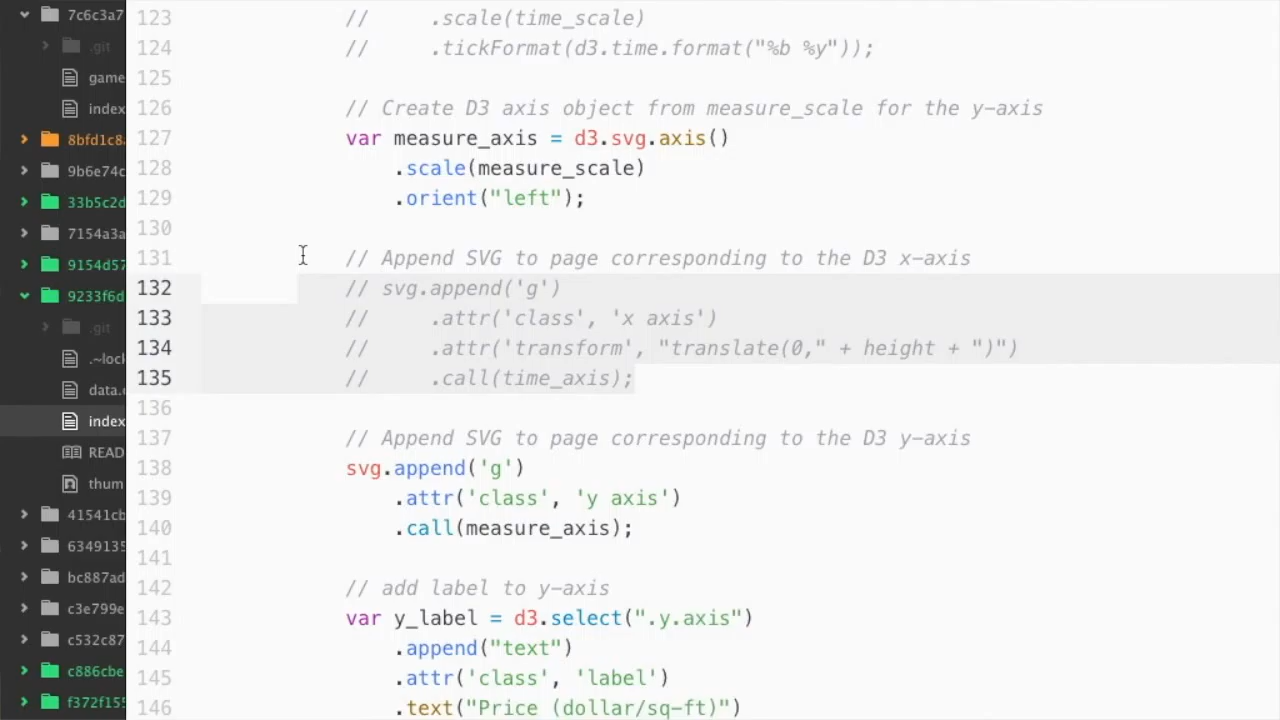 7c6c3a7
.git
game
index
8bfd1c8
9b6e74c
33b5c2d
7154a3a
9154d57
9233f6d
.git
.~lock
data.
index
READ
thum
41541cb
6349135
bc887ad
c3e799e
c532c87
c886cbe
f372f155
123 // .scale(time_scale)
124 // .tickFormat(d3.time.format("%b %y"));
125
126 // Create D3 axis object from measure_scale for the y-axis
127 var measure_axis = d3.svg.axis()
128 .scale(measure_scale)
129 .orient("left");
130
131 // Append SVG to page corresponding to the D3 x-axis
132 // svg.append('g')
133 // .attr('class', 'x axis')
134 // .attr('transform', "translate(0," + height + ")")
135 // .call(time_axis);
136
137 // Append SVG to page corresponding to the D3 y-axis
138 svg.append('g')
139 .attr('class', 'y axis')
140 .call(measure_axis);
141
142 // add label to y-axis
143 var y_label = d3.select(".y.axis")
144 .append("text")
145 .attr('class', 'label')
146 .text("Price (dollar/sq-ft)")